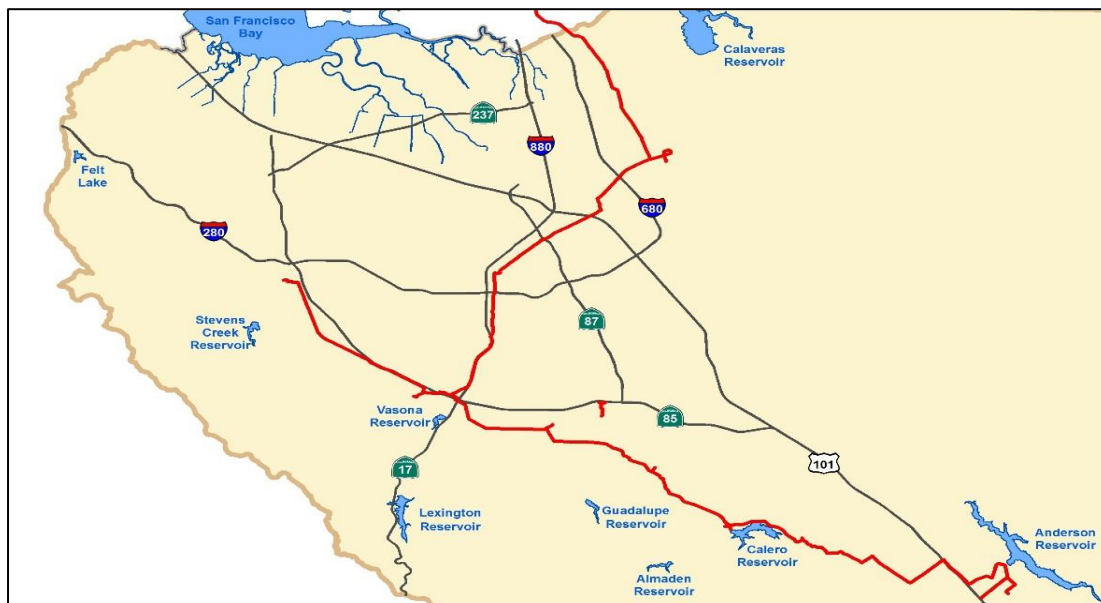 San Francisco
Bay
Calaveras
Reservoir
237
880
Felt
Lake
680
280
Stevens
Creek
Reservoir
87
Vasona
Reservoir
85
101
17
Lexington
Reservoir
Guadalupe
Reservoir
Calero
Reservoir
Anderson
Reservoir
Almaden
Reservoir